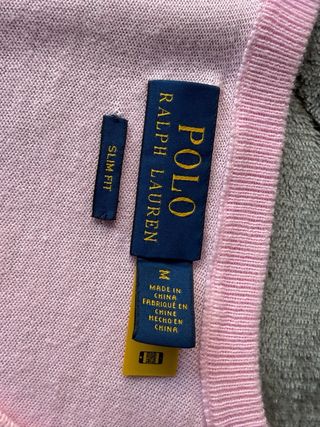 POLO
RALPH LAUREN
SLIM FIT
M
MADE IN
CHINA
FABRIQUÉ EN
CHINE
HECHO EN
CHINA